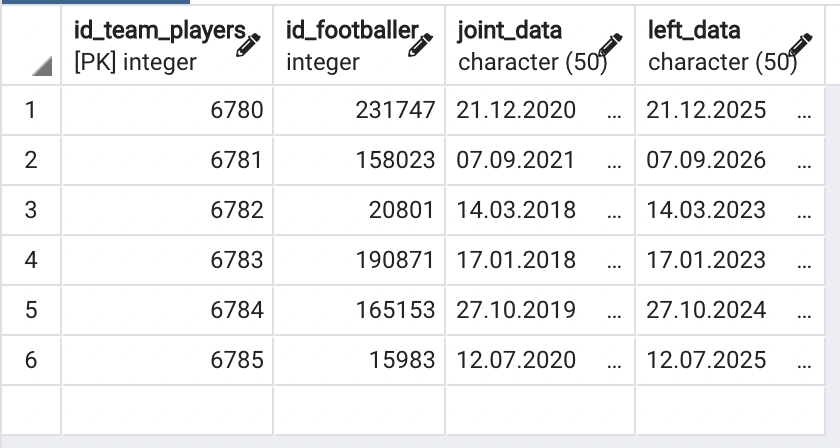 id_team_players id_footballer joint_data left_data
[PK] integer integer character (50) character (50)
1 6780 231747 21.12.2020 ... 21.12.2025 ...
2 6781 158023 07.09.2021 ... 07.09.2026 ...
3 6782 20801 14.03.2018 ... 14.03.2023 ...
4 6783 190871 17.01.2018 ... 17.01.2023 ...
5 6784 165153 27.10.2019 ... 27.10.2024 ...
6 6785 15983 12.07.2020 ... 12.07.2025 ...